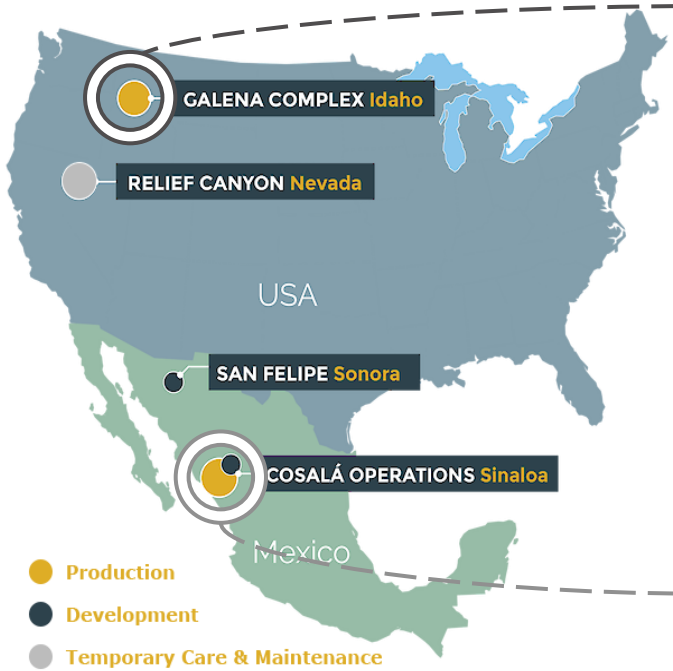 GALENA COMPLEX Idaho
RELIEF CANYON Nevada
USA
SAN FELIPE Sonora
COSALÁ OPERATIONS Sinaloa
Mexico
Production
Development
Temporary Care & Maintenance